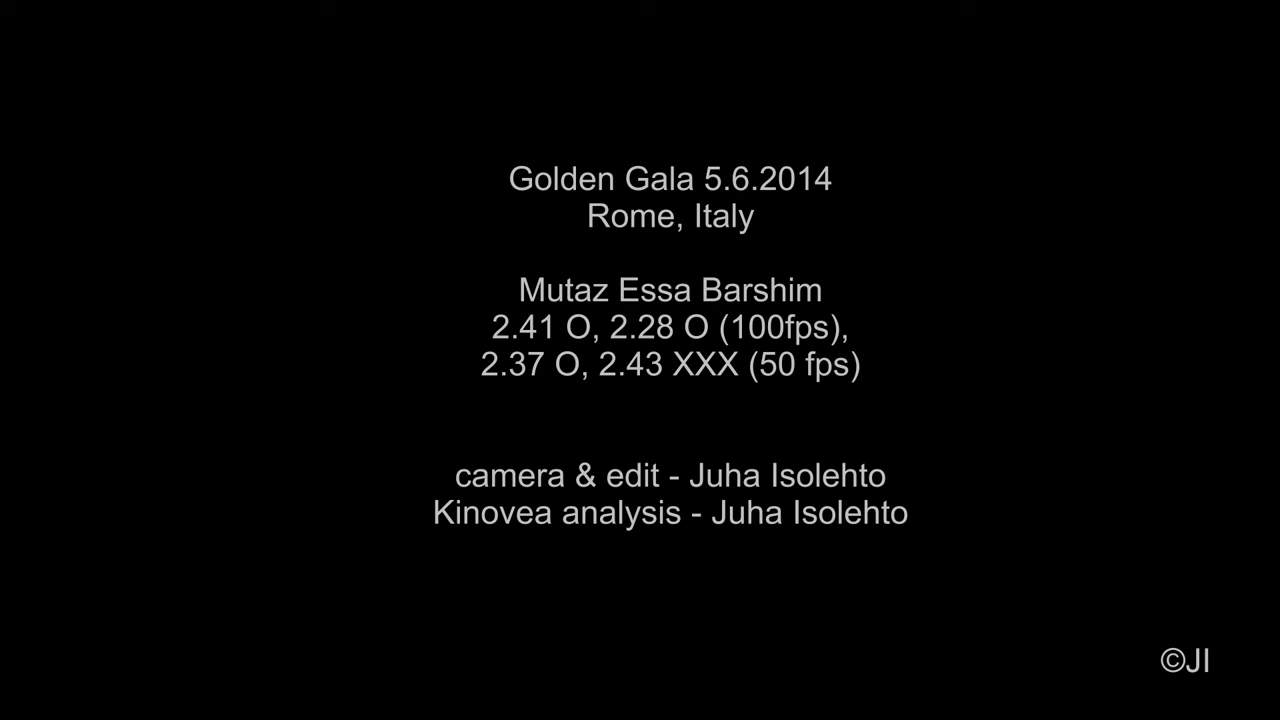 Golden Gala 5.6.2014
Rome, Italy
Mutaz Essa Barshim
2.41 O, 2.28 O (100fps),
2.37 O, 2.43 XXX (50 fps)
camera & edit - Juha Isolehto
Kinovea analysis - Juha Isolehto
©JI